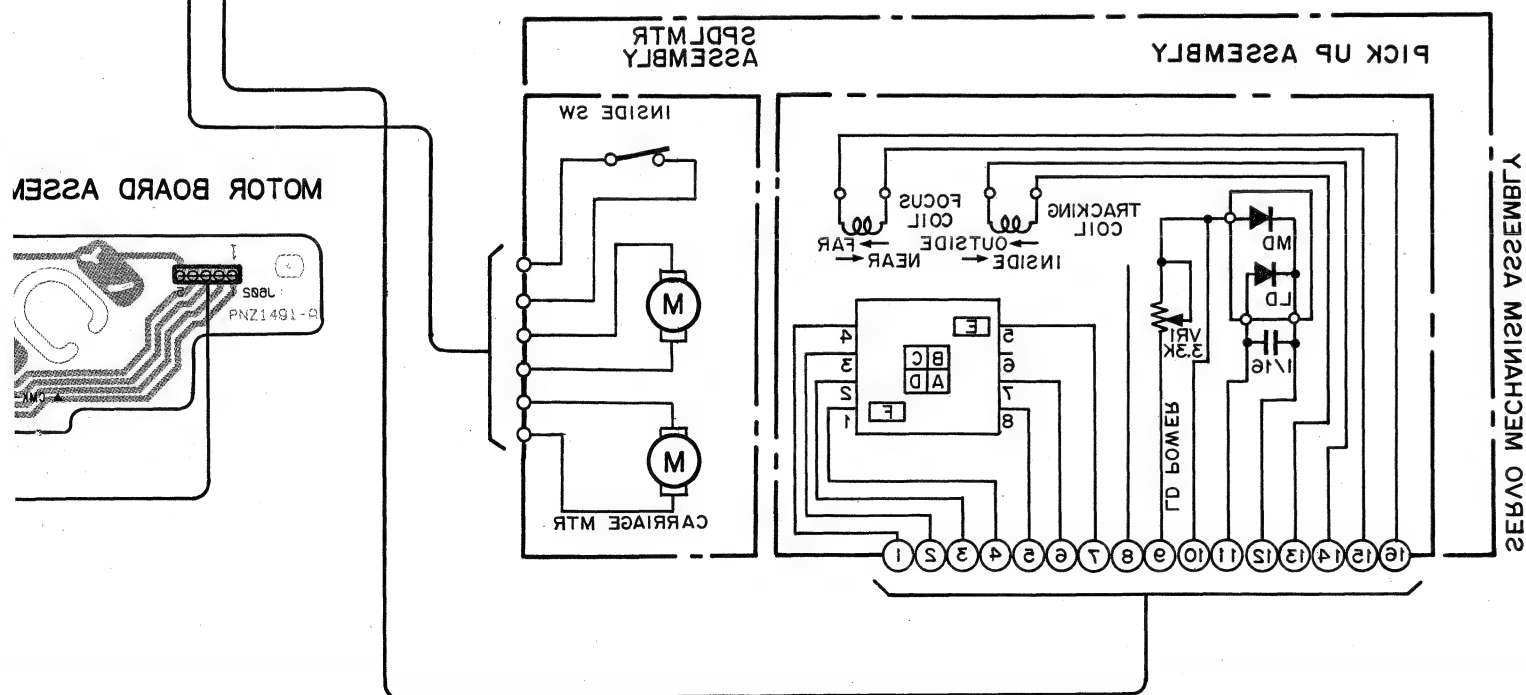 SPDLMTR
ASSEMBLY
PICK UP ASSEMBLY
INSIDE SW
MOTOR BOARD ASSEM
1
5
J602
PNZ1491-A
CMK
M
M
CARRIAGE MTR
FOCUS
COIL
FAR
NEAR
TRACKING
COIL
OUTSIDE
INSIDE
MD
LD
VR1
3.3K
1/16
LD POWER
E
B C
A D
F
4
3
2
1
5
6
7
8
1 2 3 4 5 6 7 8 9 10 11 12 13 14 15 16
SERVO MECHANISM ASSEMBLY